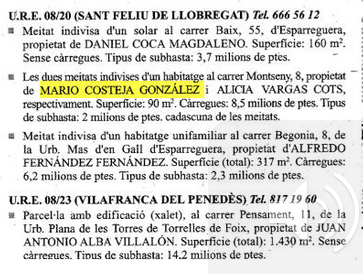 U.R.E. 08/20 (SANT FELIU DE LLOBREGAT) Tel. 666 56 12
Meitat indivisa d'un solar al carrer Baix, 55, d'Esparreguera,
propietat de DANIEL COCA MAGDALENO. Superfície: 160 m².
Sense càrregues. Tipus de subhasta: 3,7 milions de ptes.
Les dues meitats indivises d'un habitatge al carrer Montseny, 8, propietat
de MARIO COSTEJA GONZÁLEZ i ALICIA VARGAS COTS,
respectivament. Superfície: 90 m². Càrregues: 8,5 milions de ptes. Tipus
de subhasta: 2 milions de ptes. cadascuna de les meitats.
Meitat indivisa d'un habitatge unifamiliar al carrer Begonia, 8, de
la Urb. Mas d'en Gall d'Esparreguera, propietat d'ALFREDO
FERNÁNDEZ FERNÁNDEZ. Superfície (total): 317 m². Càrregues:
6,2 milions de ptes. Tipus de subhasta: 2,3 milions de ptes.
U.R.E. 08/23 (VILAFRANCA DEL PENEDÈS) Tel. 817 19 60
Parcel·la amb edificació (xalet), al carrer Pensament, 11, de la
Urb. Plana de les Torres de Torrelles de Foix, propietat de JUAN
ANTONIO ALBA VILLALÓN. Superfície (total): 1.430 m². Sense
càrregues. Tipus de subhasta: 14,2 milions de ptes.